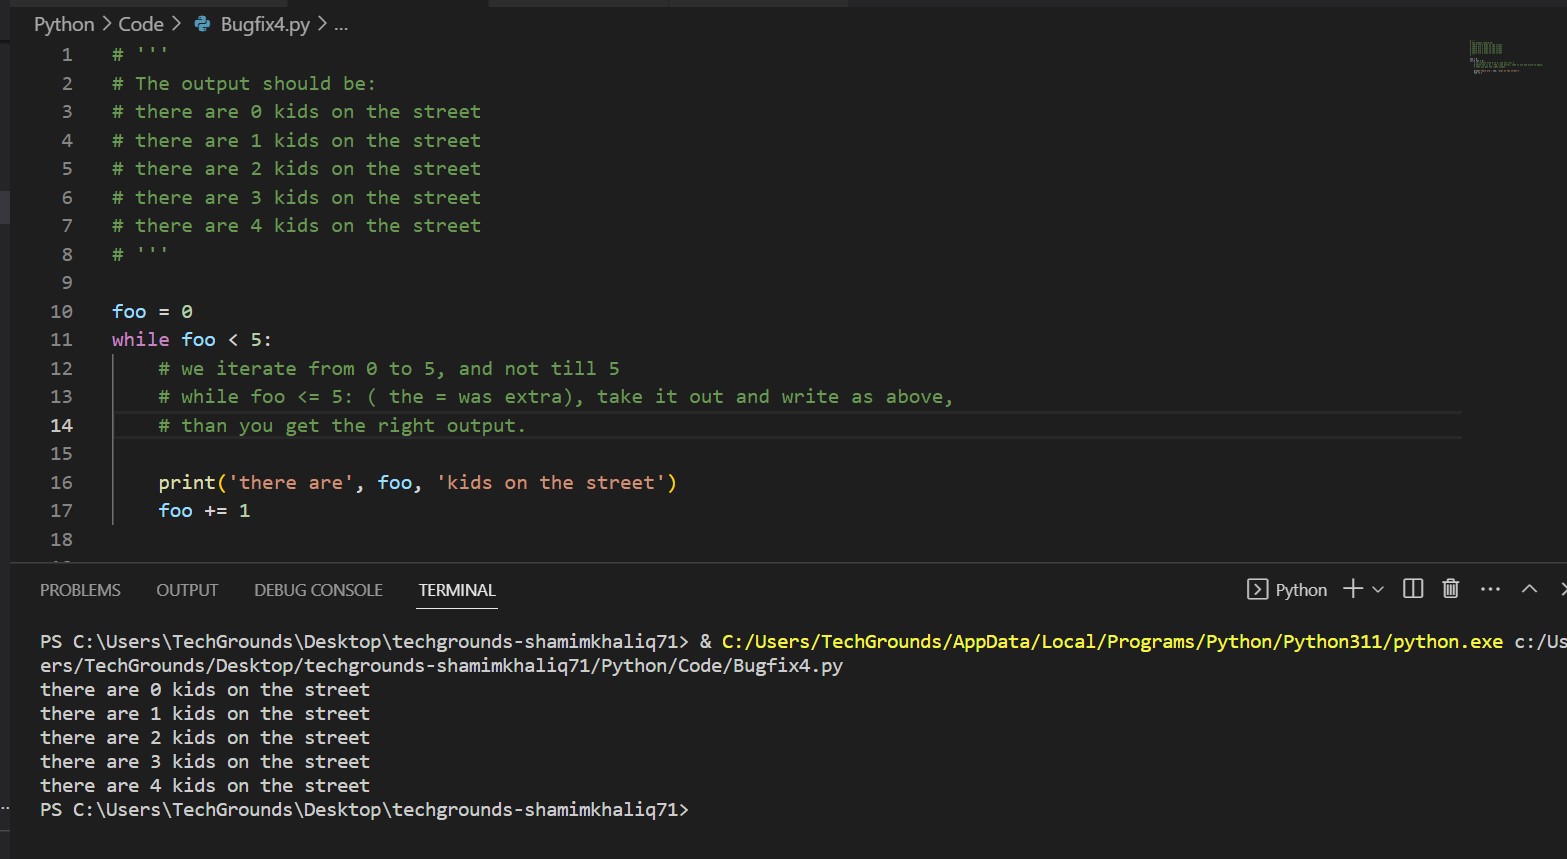 Python > Code > Bugfix4.py > ...
1 # '''
2 # The output should be:
3 # there are 0 kids on the street
4 # there are 1 kids on the street
5 # there are 2 kids on the street
6 # there are 3 kids on the street
7 # there are 4 kids on the street
8 # '''
9
10 foo = 0
11 while foo < 5:
12     # we iterate from 0 to 5, and not till 5
13     # while foo <= 5: ( the = was extra), take it out and write as above,
14     # than you get the right output.
15
16     print('there are', foo, 'kids on the street')
17     foo += 1
18
PROBLEMS OUTPUT DEBUG CONSOLE TERMINAL Python
PS C:\Users\TechGrounds\Desktop\techgrounds-shamimkhaliq71> & C:/Users/TechGrounds/AppData/Local/Programs/Python/Python311/python.exe c:/Us
ers/TechGrounds/Desktop/techgrounds-shamimkhaliq71/Python/Code/Bugfix4.py
there are 0 kids on the street
there are 1 kids on the street
there are 2 kids on the street
there are 3 kids on the street
there are 4 kids on the street
PS C:\Users\TechGrounds\Desktop\techgrounds-shamimkhaliq71>